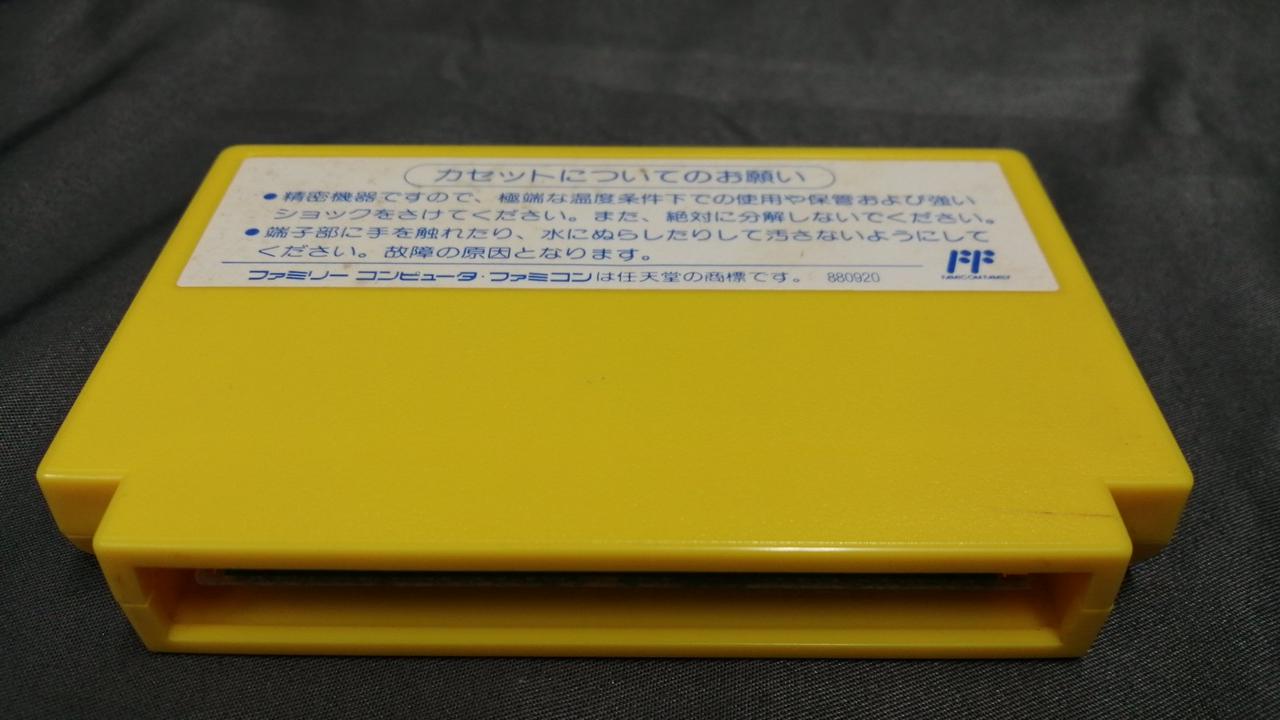 カセットについてのお願い
●精密機器ですので、極端な温度条件下での使用や保管および強い
ショックをさけてください。また、絶対に分解しないでください。
●端子部に手を触れたり、水にぬらしたりして汚さないようにして
ください。故障の原因となります。
ファミリー コンピュータ・ファミコンは任天堂の商標です。 880920
FF
FAMICOM FAMILY